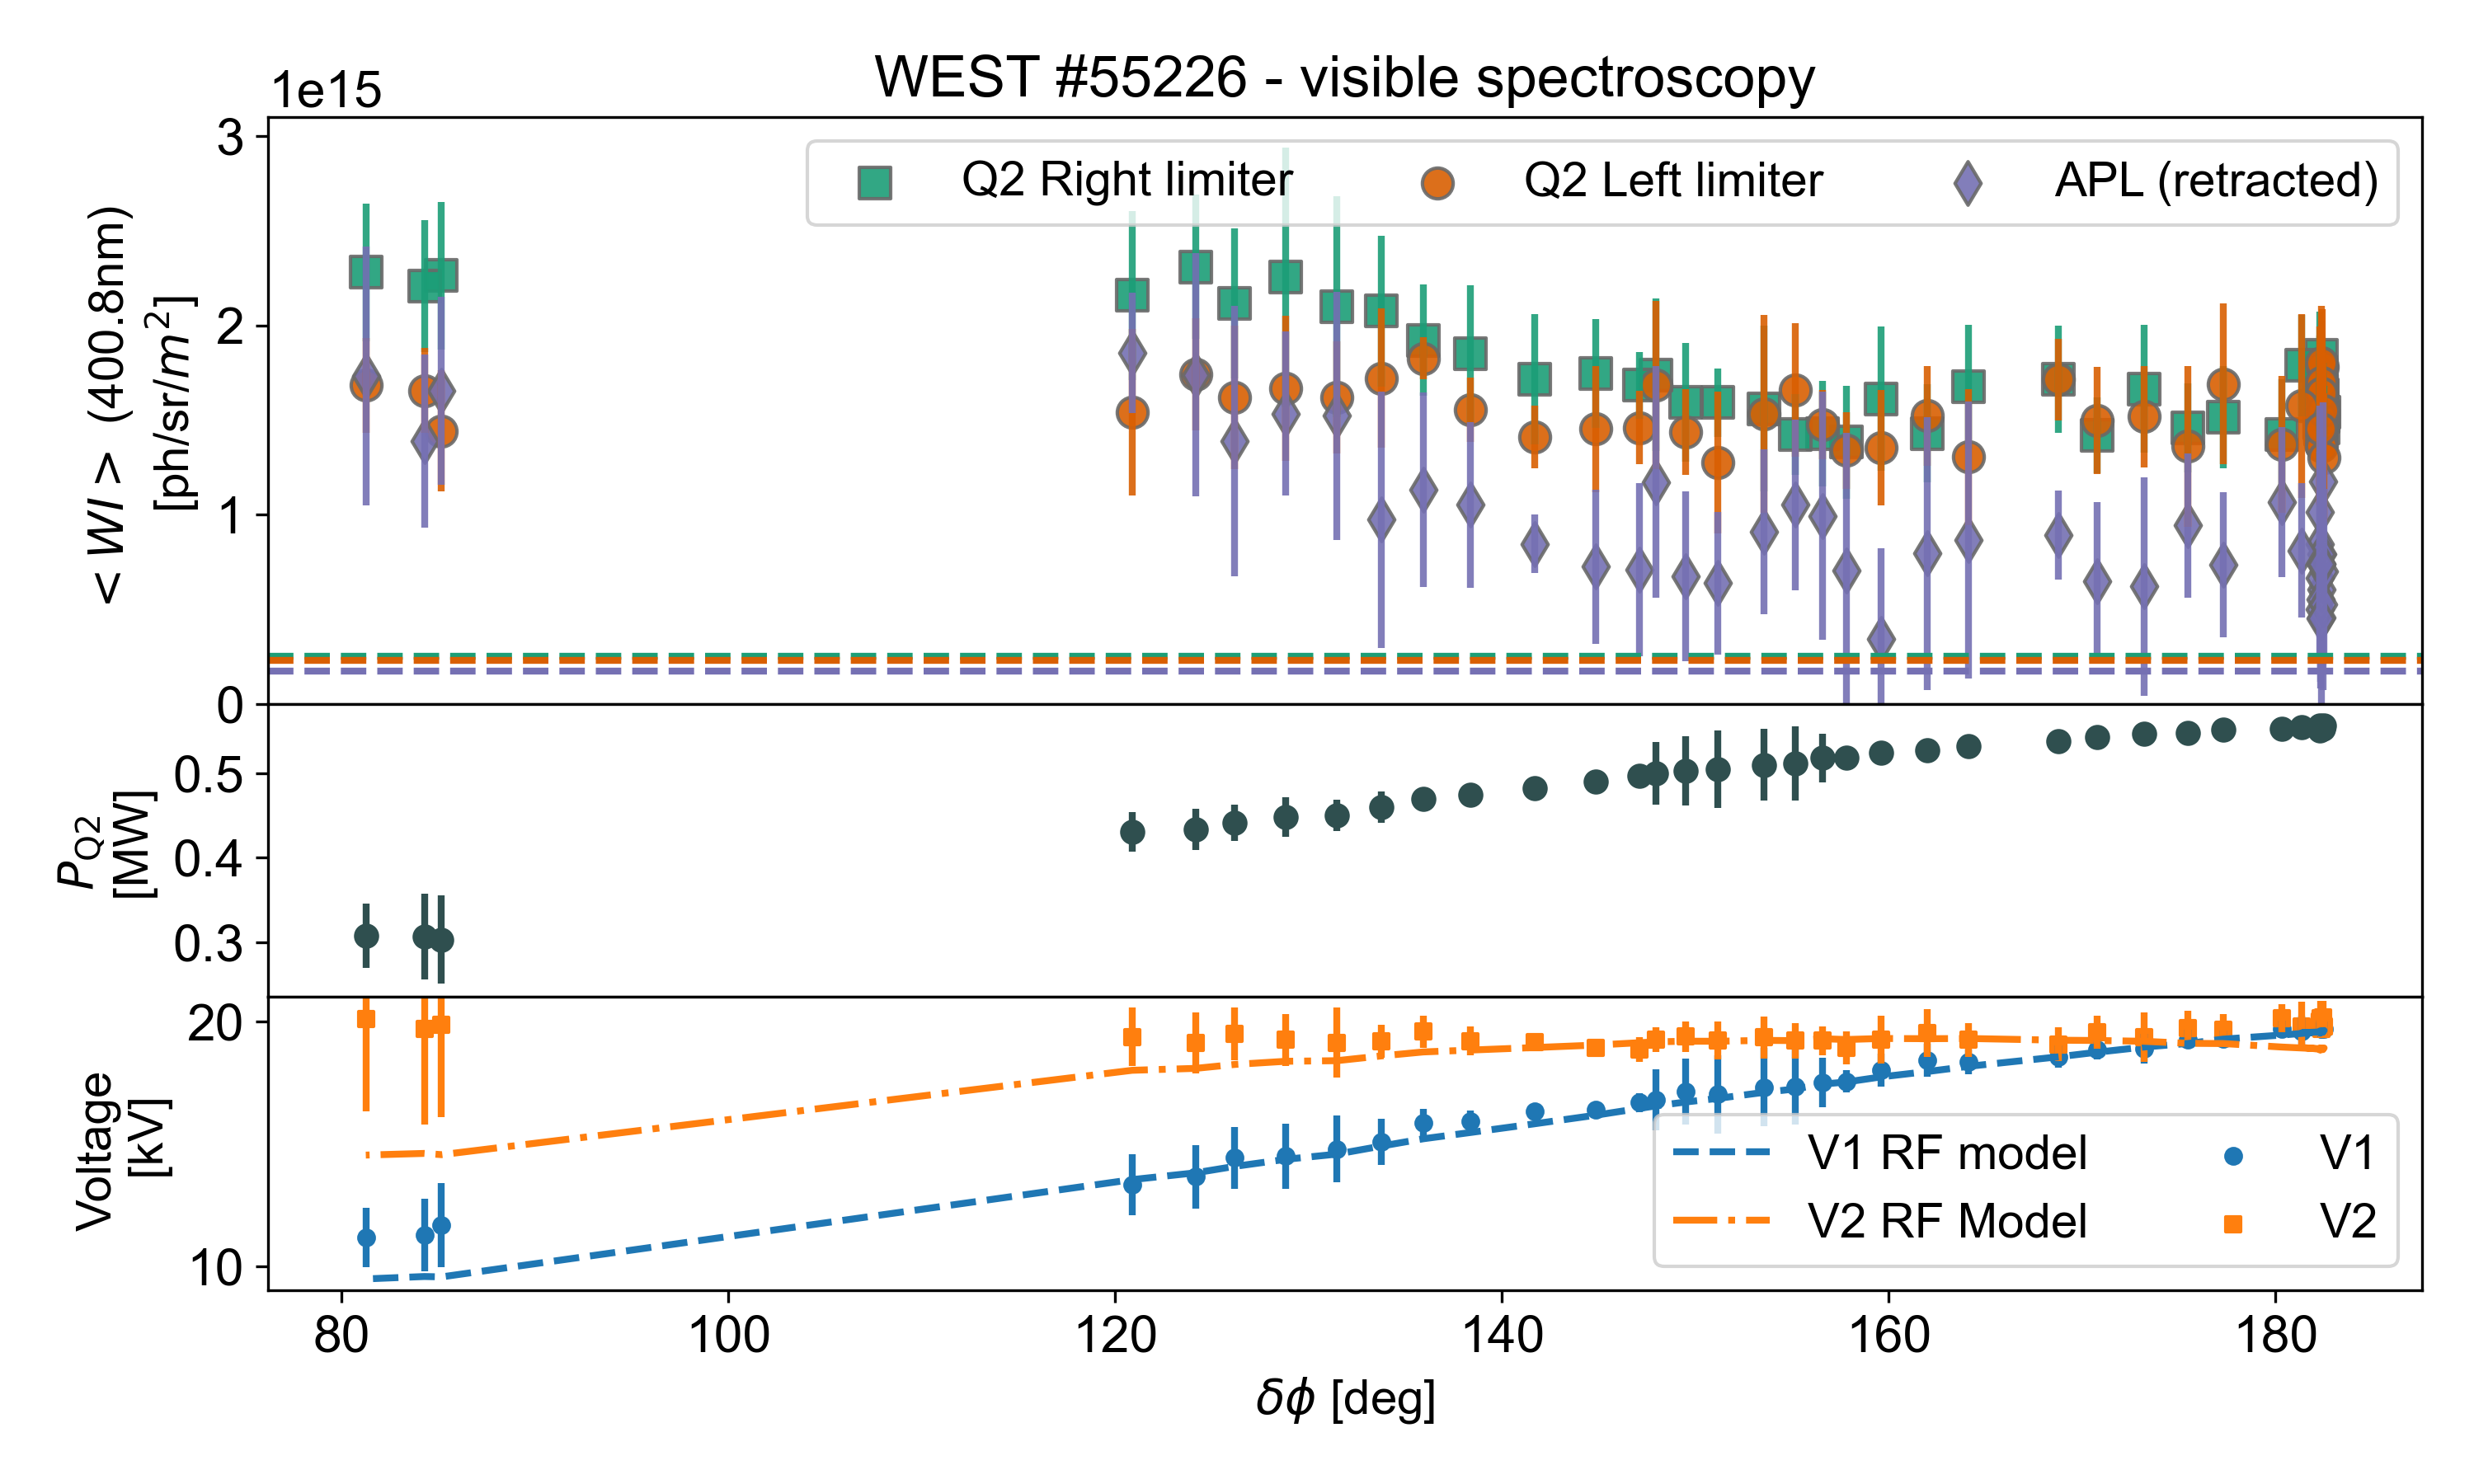 WEST #55226 - visible spectroscopy
1e15
3
2
1
0
< WI > (400.8nm)
[ph/sr/m²]
Q2 Right limiter
Q2 Left limiter
APL (retracted)
0.5
0.4
0.3
P_Q2
[MW]
20
10
Voltage
[kV]
V1 RF model
V2 RF Model
V1
V2
80 100 120 140 160 180
δϕ [deg]